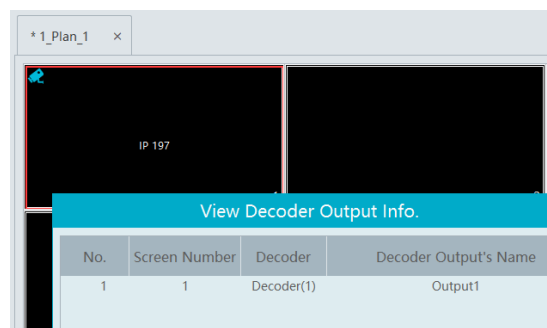 * 1_Plan_1 ×
IP 197
View Decoder Output Info.
No. Screen Number Decoder Decoder Output's Name
1 1 Decoder(1) Output1